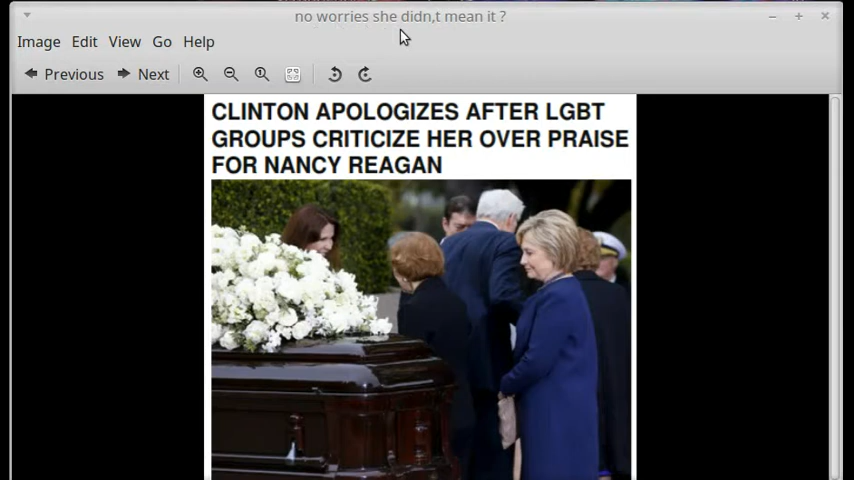 no worries she didn,t mean it ?
Image Edit View Go Help
Previous Next
CLINTON APOLOGIZES AFTER LGBT
GROUPS CRITICIZE HER OVER PRAISE
FOR NANCY REAGAN